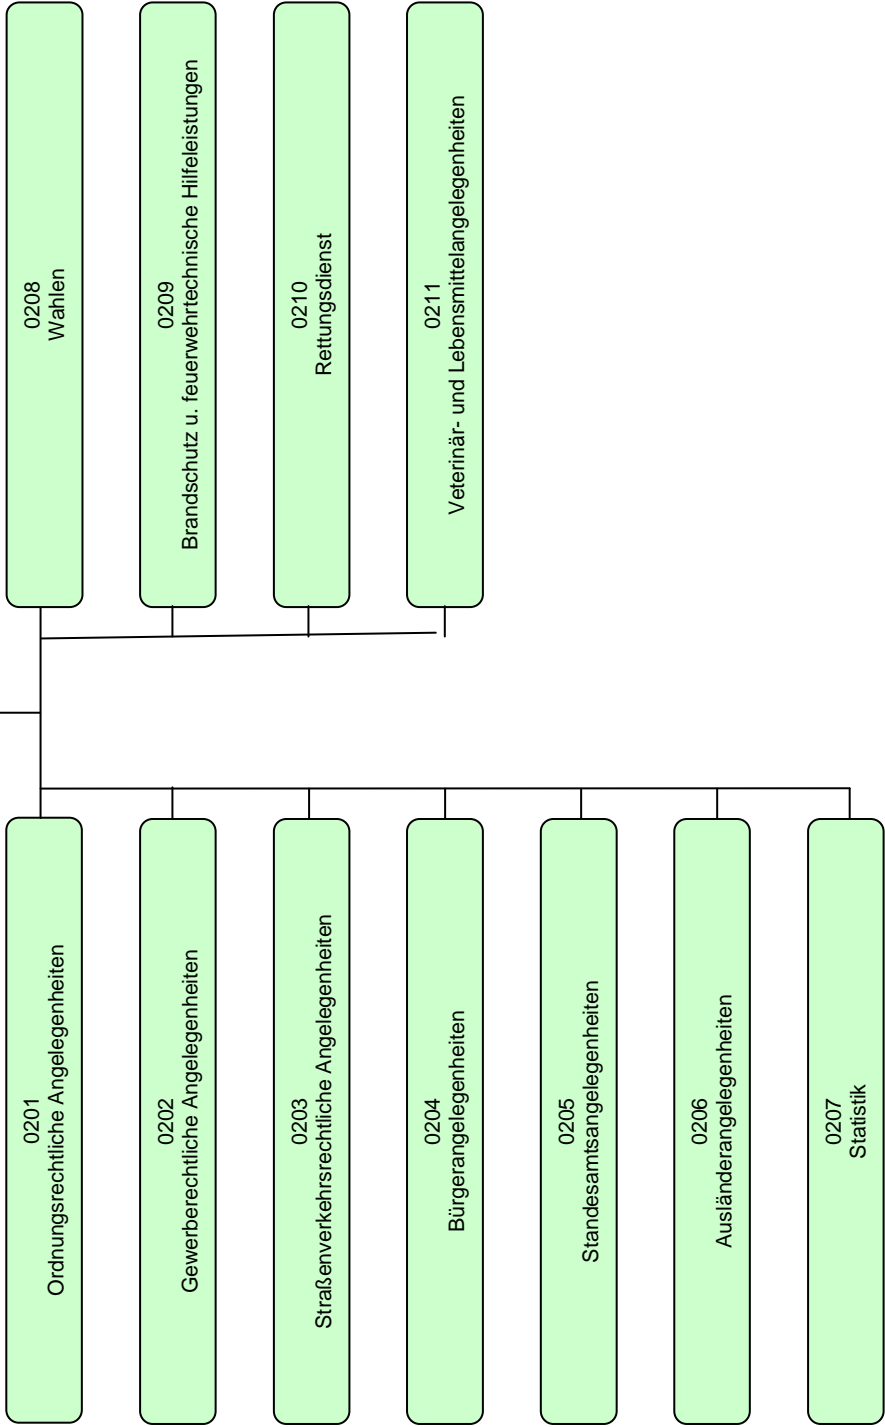 0201
Ordnungsrechtliche Angelegenheiten
0202
Gewerberechtliche Angelegenheiten
0203
Straßenverkehrsrechtliche Angelegenheiten
0204
Bürgerangelegenheiten
0205
Standesamtsangelegenheiten
0206
Ausländerangelegenheiten
0207
Statistik
0208
Wahlen
0209
Brandschutz u. feuerwehrtechnische Hilfeleistungen
0210
Rettungsdienst
0211
Veterinär- und Lebensmittelangelegenheiten